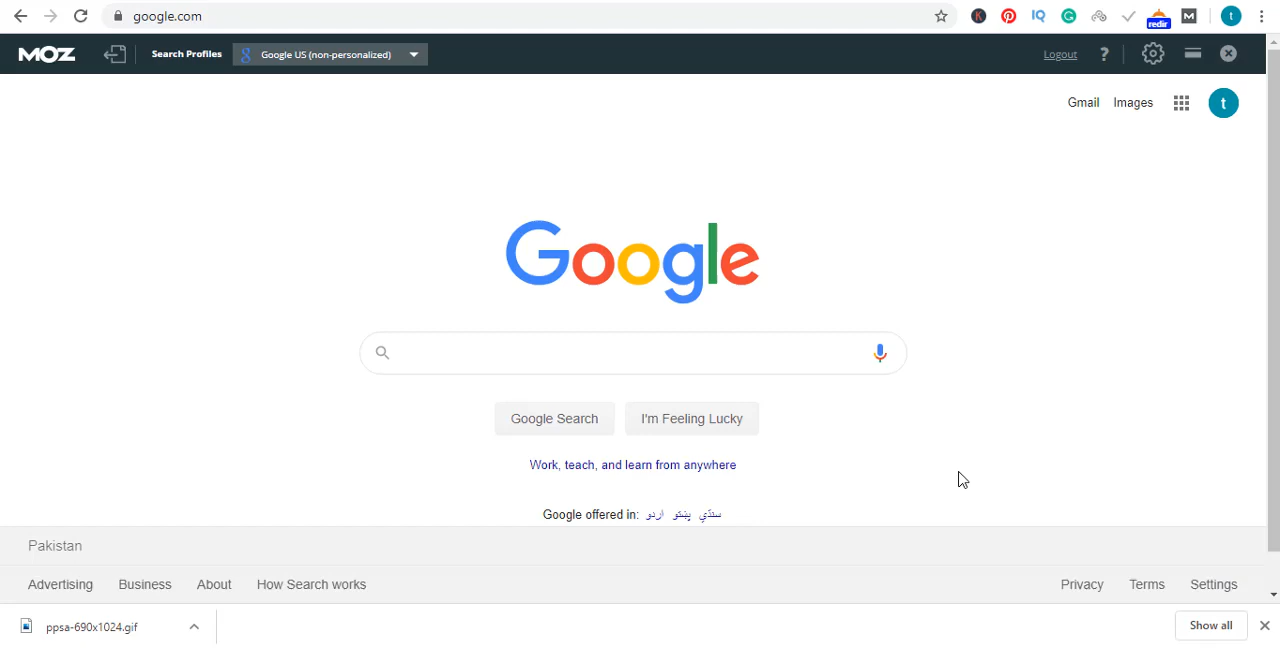 google.com
K
IQ
G
redir
M
t
MOZ
Search Profiles
Google US (non-personalized)
Logout
?
Gmail
Images
t
Google
Google Search
I'm Feeling Lucky
Work, teach, and learn from anywhere
Google offered in: اردو پښتو سنڌي
Pakistan
Advertising
Business
About
How Search works
Privacy
Terms
Settings
ppsa-690x1024.gif
Show all